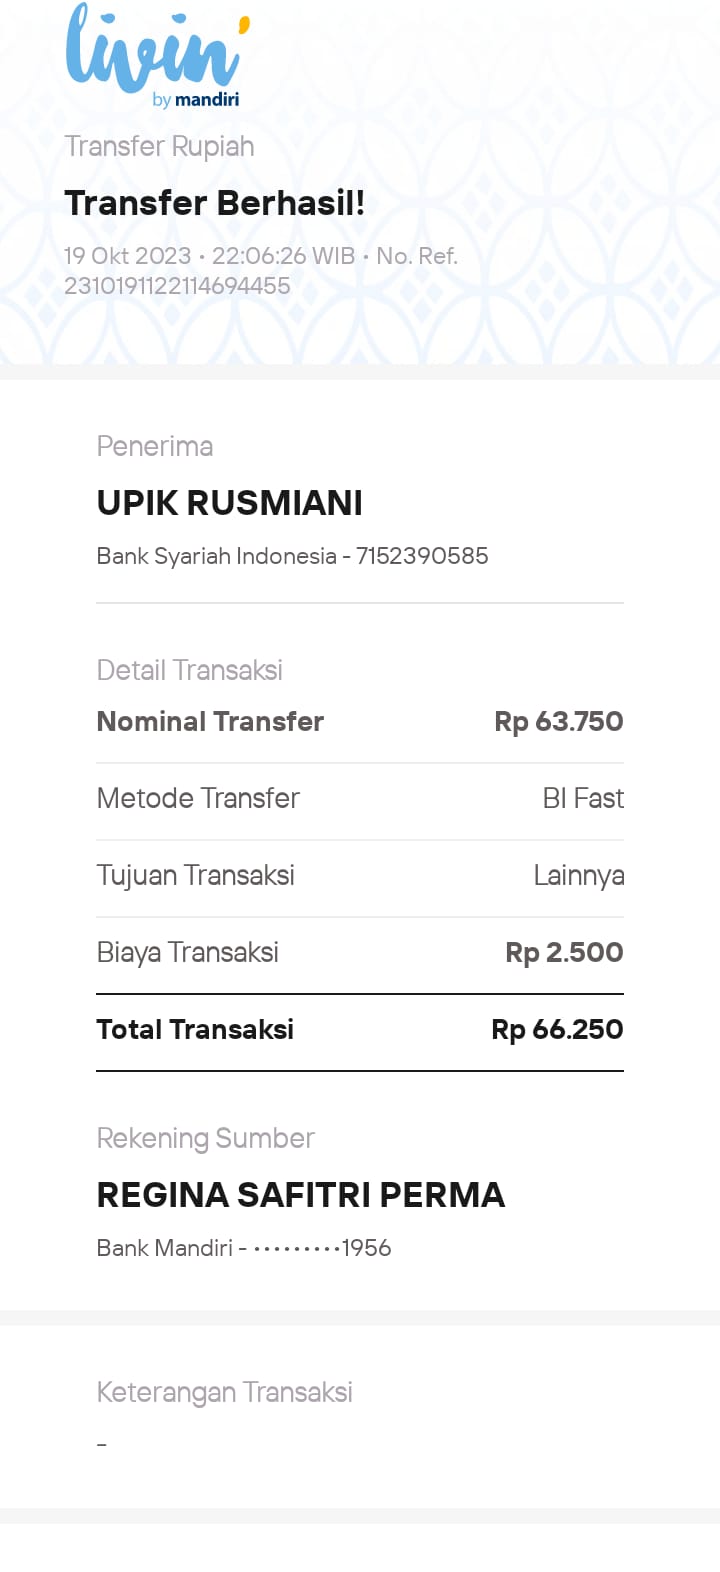 livin'
by mandiri
Transfer Rupiah
Transfer Berhasil!
19 Okt 2023 • 22:06:26 WIB • No. Ref.
2310191122114694455
Penerima
UPIK RUSMIANI
Bank Syariah Indonesia - 7152390585
Detail Transaksi
Nominal Transfer Rp 63.750
Metode Transfer BI Fast
Tujuan Transaksi Lainnya
Biaya Transaksi Rp 2.500
Total Transaksi Rp 66.250
Rekening Sumber
REGINA SAFITRI PERMA
Bank Mandiri - •••••••••1956
Keterangan Transaksi
-